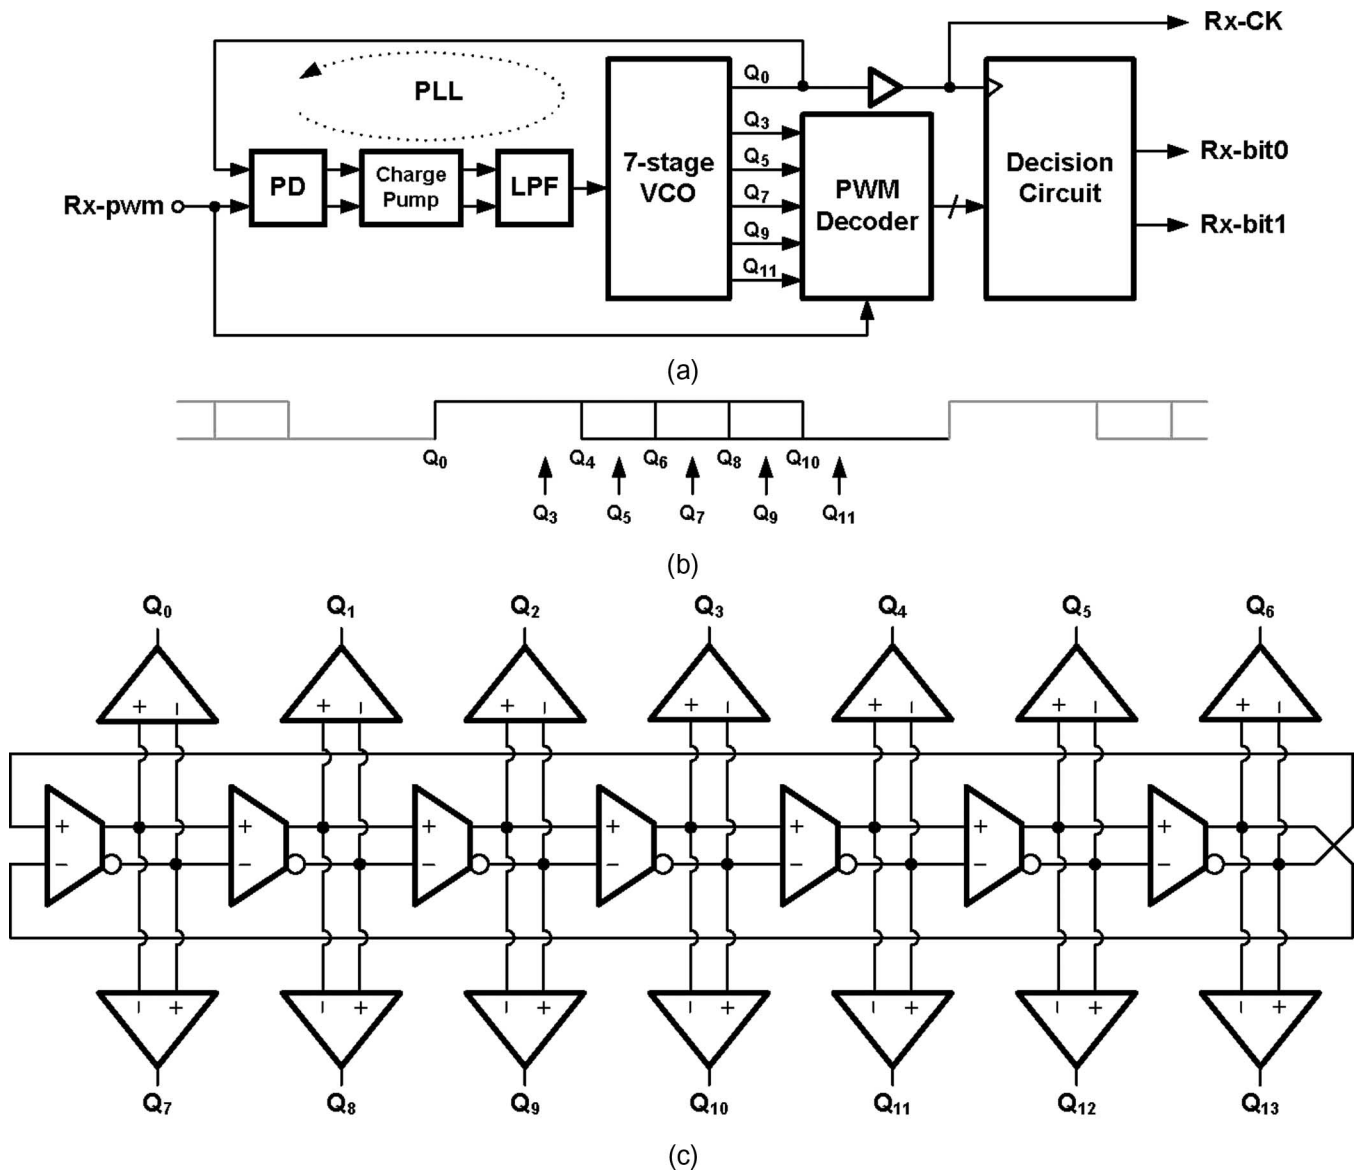 Rx-CK
PLL
Q0
Q3
Q5
Q7
Q9
Q11
Rx-pwm
PD
Charge
Pump
LPF
7-stage
VCO
PWM
Decoder
Decision
Circuit
Rx-bit0
Rx-bit1
(a)
Q0 Q4 Q6 Q8 Q10
Q3 Q5 Q7 Q9 Q11
(b)
Q0 Q1 Q2 Q3 Q4 Q5 Q6
+ − + − + − + − + − + − + −
+ + + + + + +
− − − − − − −
− + − + − + − + − + − + − +
Q7 Q8 Q9 Q10 Q11 Q12 Q13
(c)